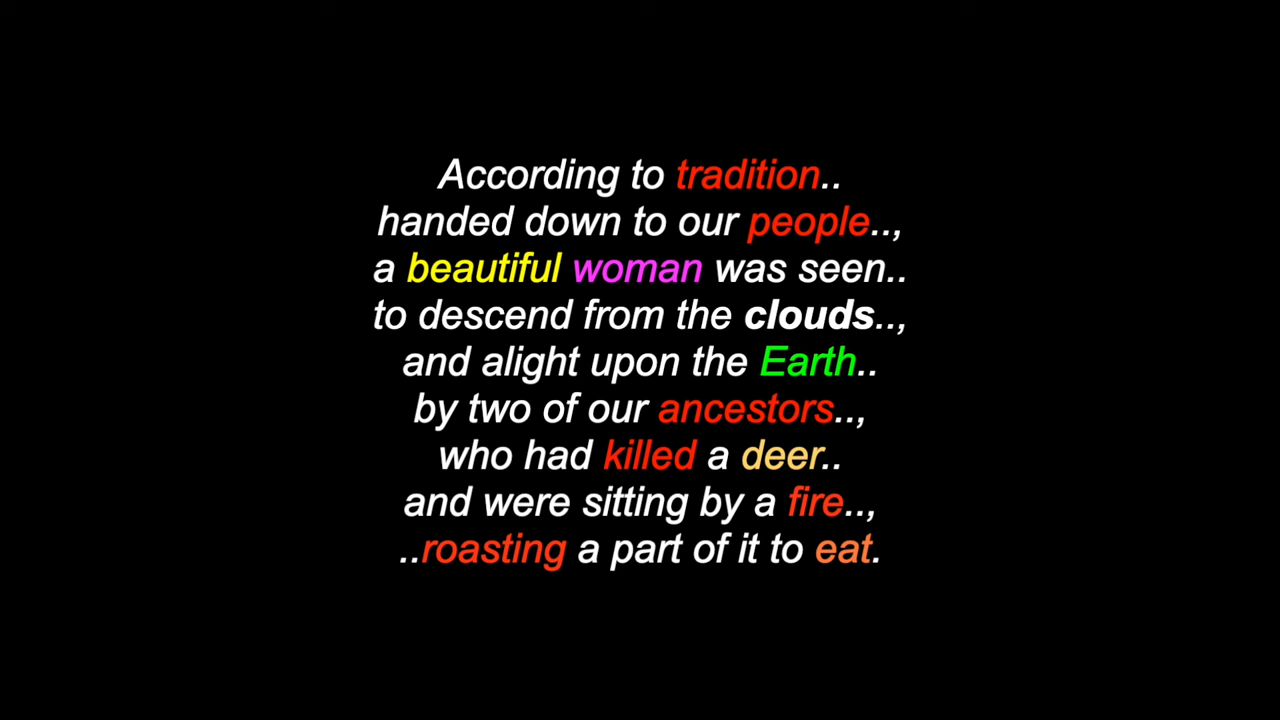 According to tradition..
handed down to our people..,
a beautiful woman was seen..
to descend from the clouds..,
and alight upon the Earth..
by two of our ancestors..,
who had killed a deer..
and were sitting by a fire..,
..roasting a part of it to eat.